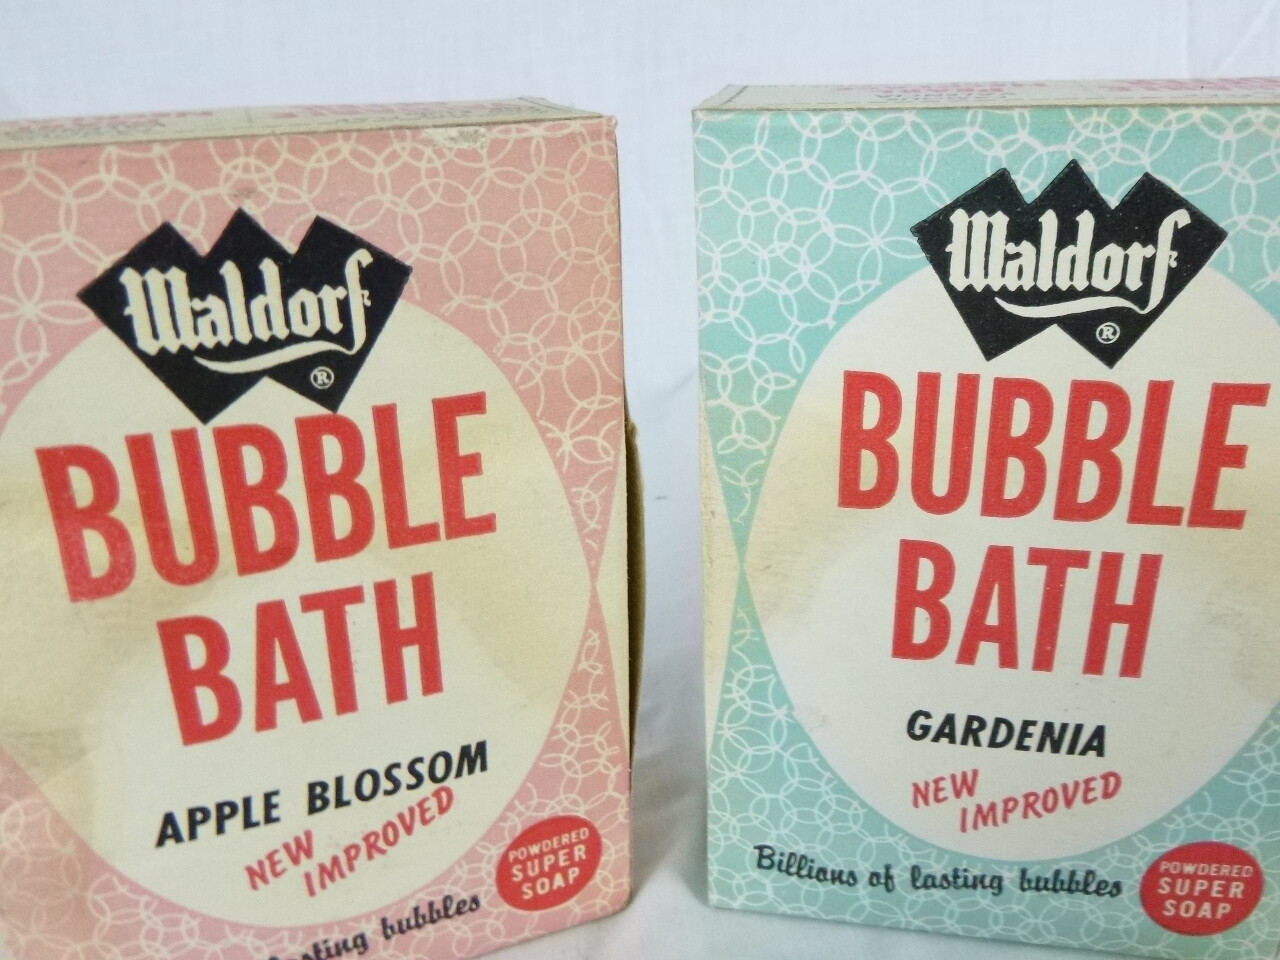 Waldorf
®
BUBBLE
BATH
APPLE BLOSSOM
NEW
IMPROVED
bubbles
POWDERED
SUPER
SOAP
Waldorf
®
BUBBLE
BATH
GARDENIA
NEW
IMPROVED
Billions of lasting bubbles
POWDERED
SUPER
SOAP